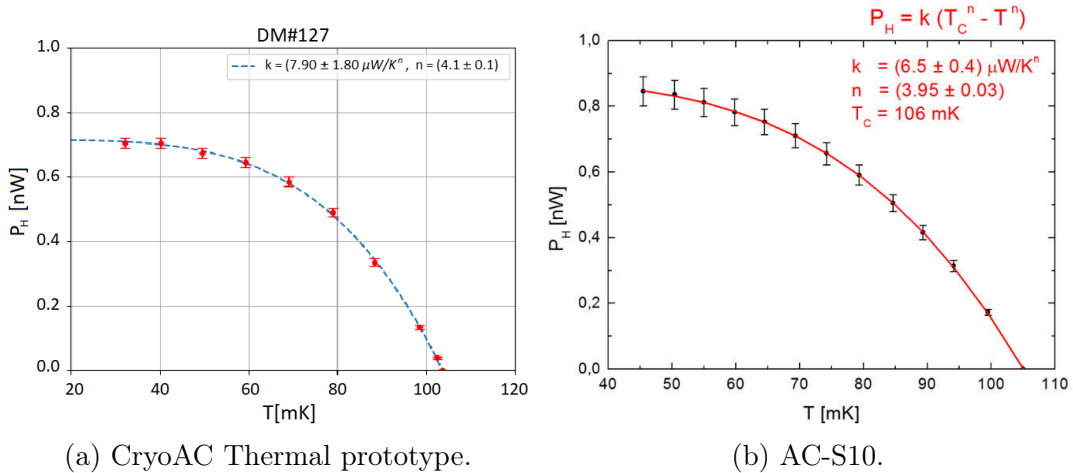 DM#127
k = (7.90 ± 1.80 μW/Kⁿ , n = (4.1 ± 0.1)
1.0
0.8
0.6
0.4
0.2
0.0
P_H [nW]
20 40 60 80 100 120
T[mK]
(a) CryoAC Thermal prototype.
P_H = k (T_C^n - T^n)
k = (6.5 ± 0.4) μW/Kⁿ
n = (3.95 ± 0.03)
T_C = 106 mK
1,0
0,8
0,6
0,4
0,2
0,0
P_H [nW]
40 50 60 70 80 90 100 110
T [mK]
(b) AC-S10.